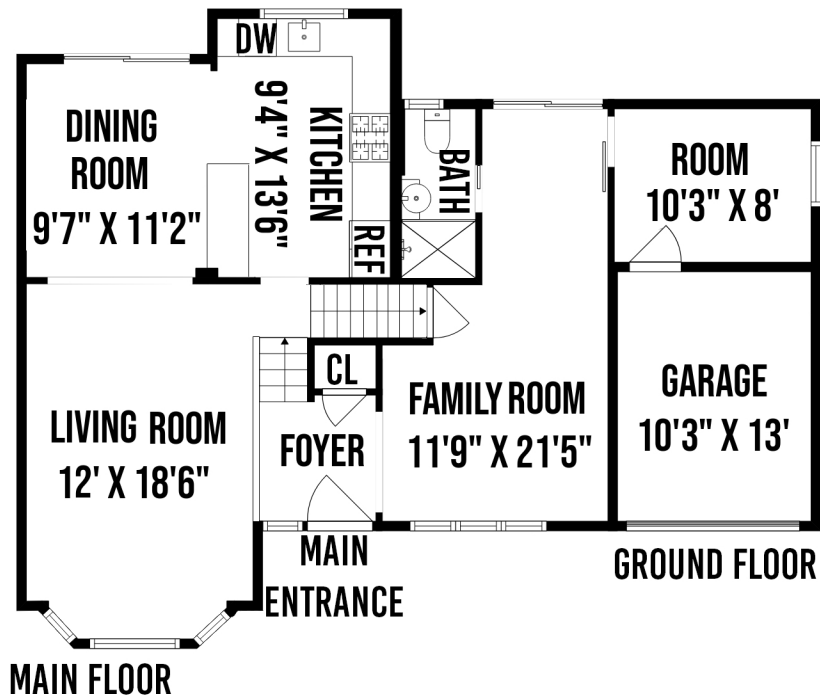 DW
DINING
ROOM
9'7" X 11'2"
KITCHEN
9'4" X 13'6"
REF
BATH
ROOM
10'3" X 8'
LIVING ROOM
12' X 18'6"
CL
FOYER
FAMILY ROOM
11'9" X 21'5"
GARAGE
10'3" X 13'
MAIN
ENTRANCE
GROUND FLOOR
MAIN FLOOR